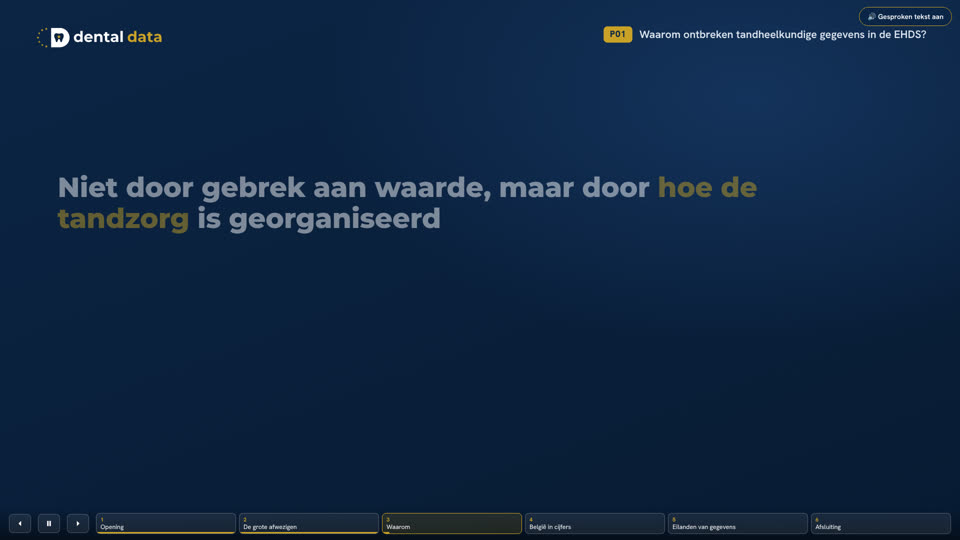 Gesproken tekst aan
dental data
P01 Waarom ontbreken tandheelkundige gegevens in de EHDS?
Niet door gebrek aan waarde, maar door hoe de
tandzorg is georganiseerd
1
Opening
2
De grote afwezigen
3
Waarom
4
België in cijfers
5
Eilanden van gegevens
6
Afsluiting